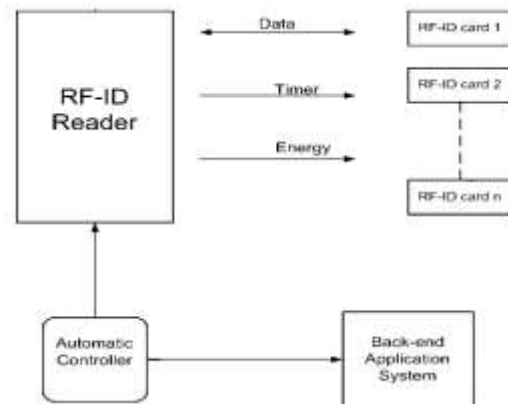 RF-ID
Reader
Data
Timer
Energy
RF-ID card 1
RF-ID card 2
RF-ID card n
Automatic
Controller
Back-end
Application
System